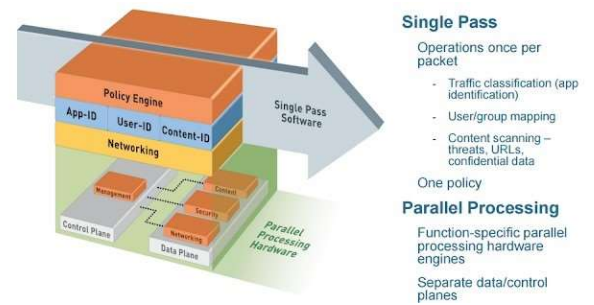 Policy Engine
App-ID
User-ID
Content-ID
Networking
Single Pass
Software
Management
Content
Security
Networking
Control Plane
Data Plane
Parallel
Processing
Hardware
Single Pass
Operations once per
packet
- Traffic classification (app
identification)
- User/group mapping
- Content scanning –
threats, URLs,
confidential data
One policy
Parallel Processing
Function-specific parallel
processing hardware
engines
Separate data/control
planes